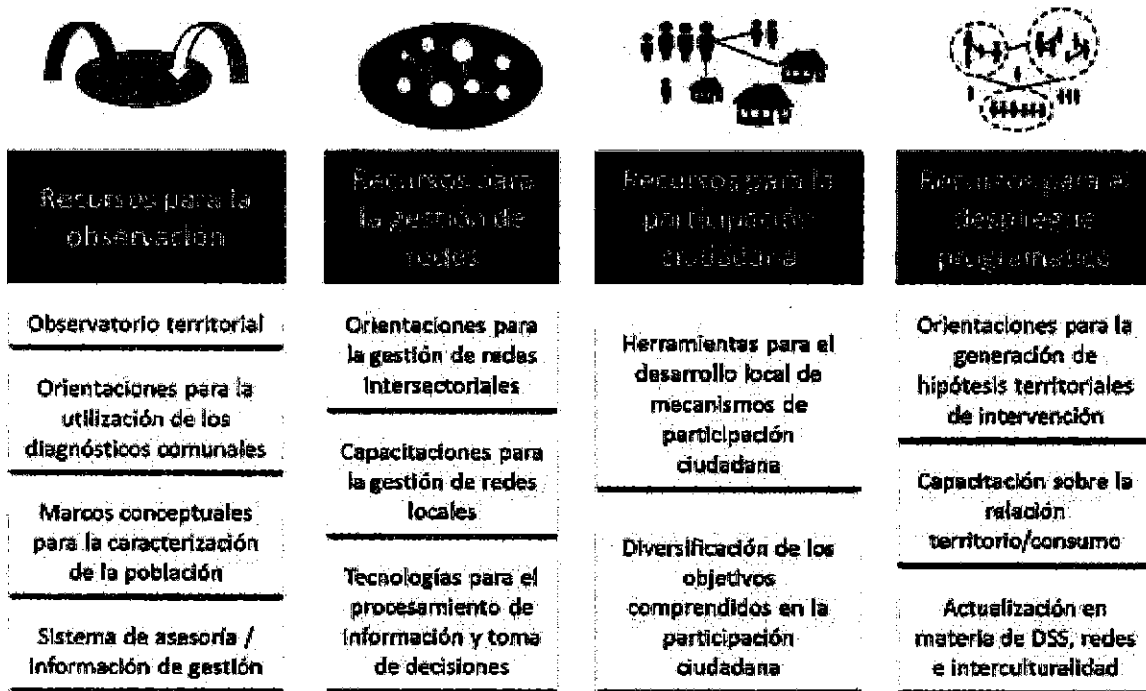 Recursos para la
observación
Observatorio territorial
Orientaciones para la
utilización de los
diagnósticos comunales
Marcos conceptuales
para la caracterización
de la población
Sistema de asesoría /
información de gestión
Recursos para
la gestión de
redes
Orientaciones para
la gestión de redes
Intersectoriales
Capacitaciones para
la gestión de redes
locales
Tecnologías para el
procesamiento de
información y toma
de decisiones
Recursos para la
participación
ciudadana
Herramientas para el
desarrollo local de
mecanismos de
participación
ciudadana
Diversificación de los
objetivos
comprendidos en la
participación
ciudadana
Recursos para el
despliegue
programático
Orientaciones para la
generación de
hipótesis territoriales
de intervención
Capacitación sobre la
relación
territorio/consumo
Actualización en
materia de DSS, redes
e interculturalidad